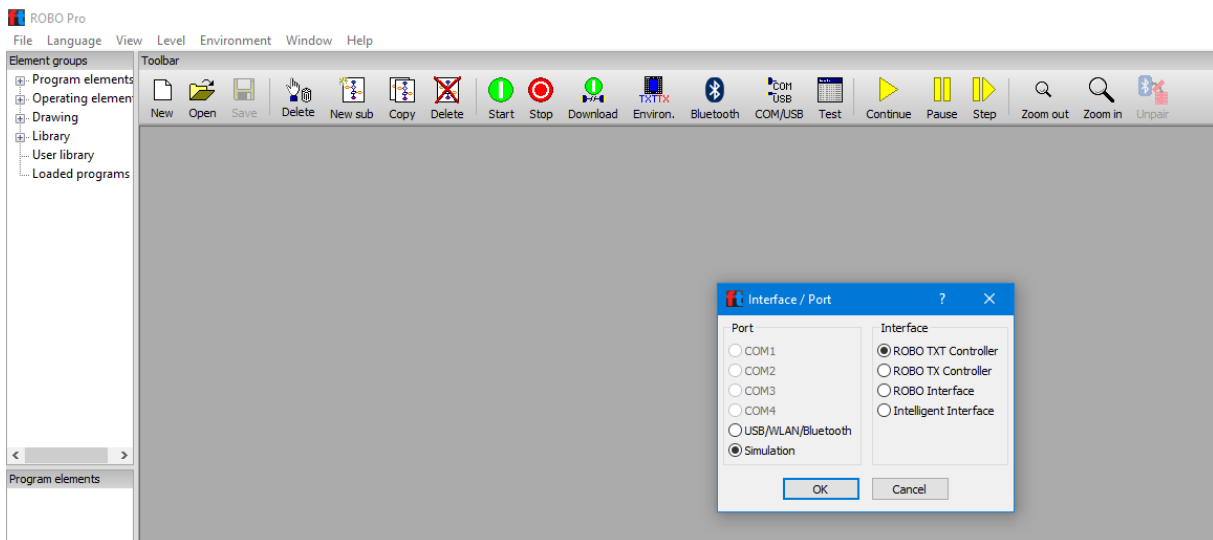 ROBO Pro
File Language View Level Environment Window Help
Element groups
Toolbar
Program elements
Operating elemen
Drawing
Library
User library
Loaded programs
New Open Save Delete New sub Copy Delete Start Stop Download Environ. Bluetooth COM/USB Test Continue Pause Step Zoom out Zoom in Unpair
TXTTX
COM
USB
Interface / Port ? ×
Port
COM1
COM2
COM3
COM4
USB/WLAN/Bluetooth
Simulation
Interface
ROBO TXT Controller
ROBO TX Controller
ROBO Interface
Intelligent Interface
OK Cancel
Program elements